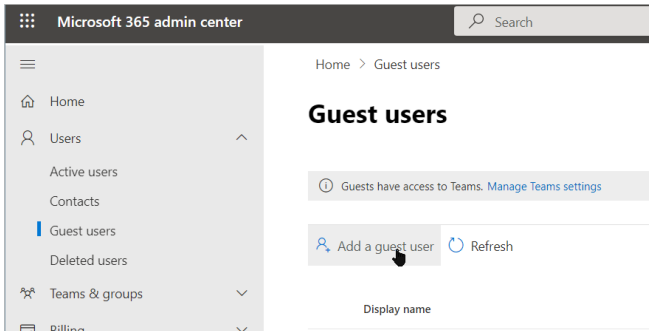 Microsoft 365 admin center
Search
Home
Users
Active users
Contacts
Guest users
Deleted users
Teams & groups
Billing
Home > Guest users
Guest users
Guests have access to Teams. Manage Teams settings
Add a guest user
Refresh
Display name